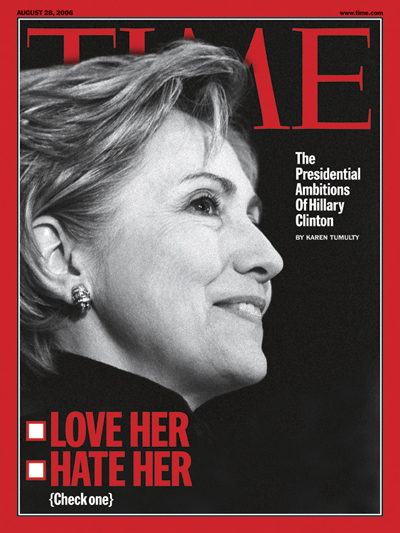 AUGUST 28, 2006
www.time.com
TIME
The
Presidential
Ambitions
Of Hillary
Clinton
BY KAREN TUMULTY
LOVE HER
HATE HER
{Check one}